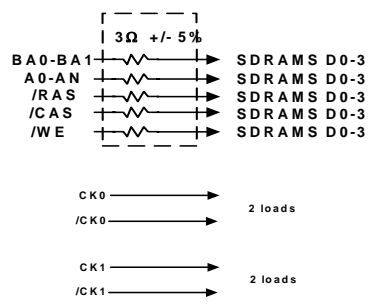 3Ω +/- 5%
BA0-BA1 SDRAMS D0-3
A0-AN SDRAMS D0-3
/RAS SDRAMS D0-3
/CAS SDRAMS D0-3
/WE SDRAMS D0-3
CK0
/CK0
2 loads
CK1
/CK1
2 loads